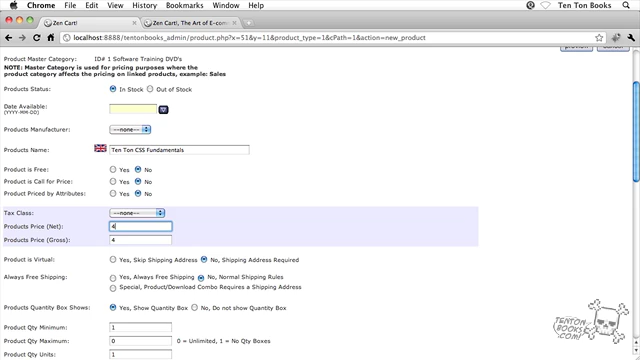 Chrome File Edit View History Bookmarks Window Help Ten Ton Books
Zen Cart! Zen Cart!, The Art of E-com
localhost:8888/tentonbooks_admin/product.php?x=51&y=11&product_type=1&cPath=1&action=new_product
preview cancel
Product Master Category: ID# 1 Software Training DVD's
NOTE: Master Category is used for pricing purposes where the
product category affects the pricing on linked products, example: Sales
Products Status: In Stock Out of Stock
Date Available:
(YYYY-MM-DD)
Products Manufacturer: --none--
Products Name: Ten Ton CSS Fundamentals
Product is Free: Yes No
Product is Call for Price: Yes No
Product Priced by Attributes: Yes No
Tax Class: --none--
Products Price (Net): 4
Products Price (Gross): 4
Product is Virtual: Yes, Skip Shipping Address No, Shipping Address Required
Always Free Shipping: Yes, Always Free Shipping No, Normal Shipping Rules
Special, Product/Download Combo Requires a Shipping Address
Products Quantity Box Shows: Yes, Show Quantity Box No, Do not Show Quantity Box
Product Qty Minimum: 1
Product Qty Maximum: 0 0 = Unlimited, 1 = No Qty Boxes
Product Qty Units: 1
TENTON
BOOKS
.COM!